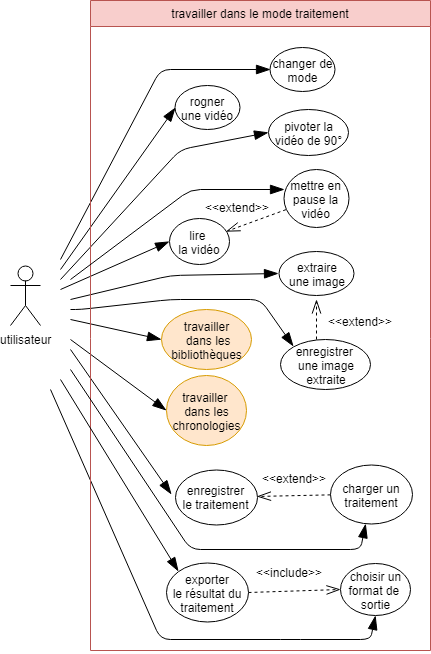 travailler dans le mode traitement
changer de
mode
rogner
une vidéo
pivoter la
vidéo de 90°
mettre en
pause la
vidéo
<<extend>>
lire
la vidéo
extraire
une image
<<extend>>
utilisateur
travailler
dans les
bibliothèques
enregistrer
une image
extraite
travailler
dans les
chronologies
enregistrer
le traitement
<<extend>>
charger un
traitement
exporter
le résultat du
traitement
<<include>>
choisir un
format de
sortie